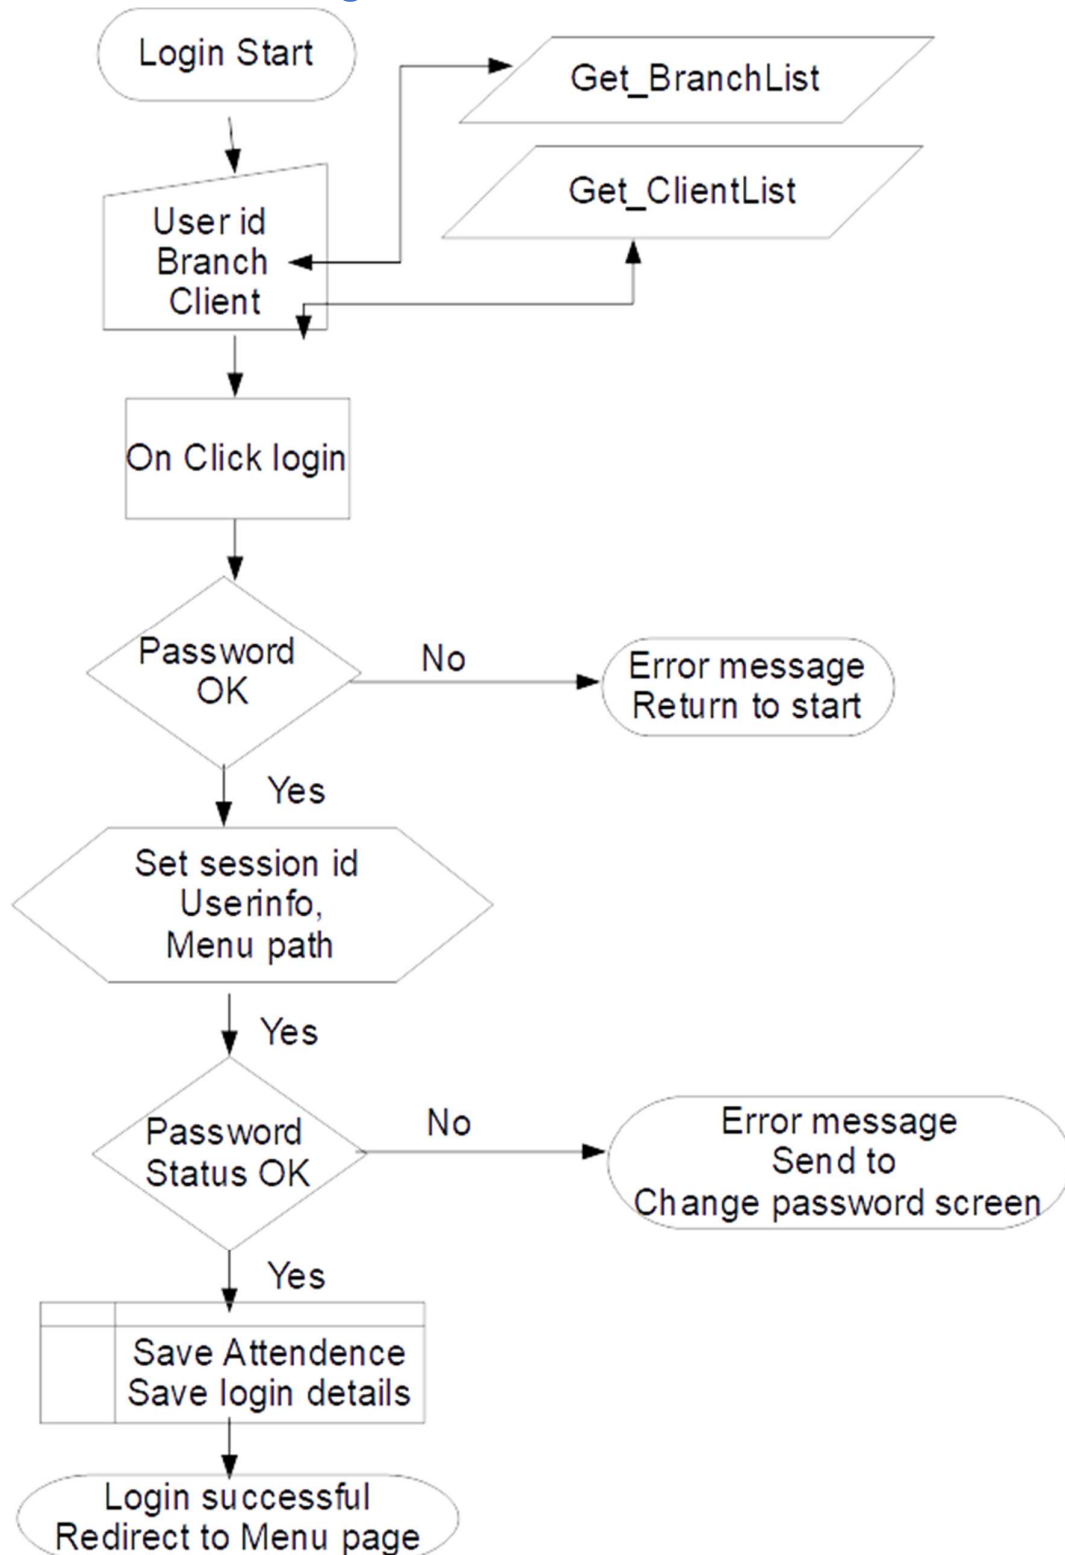 Login Start
Get_BranchList
Get_ClientList
User id
Branch
Client
On Click login
Password
OK
No
Error message
Return to start
Yes
Set session id
Userinfo,
Menu path
Yes
Password
Status OK
No
Error message
Send to
Change password screen
Yes
Save Attendence
Save login details
Login successful
Redirect to Menu page